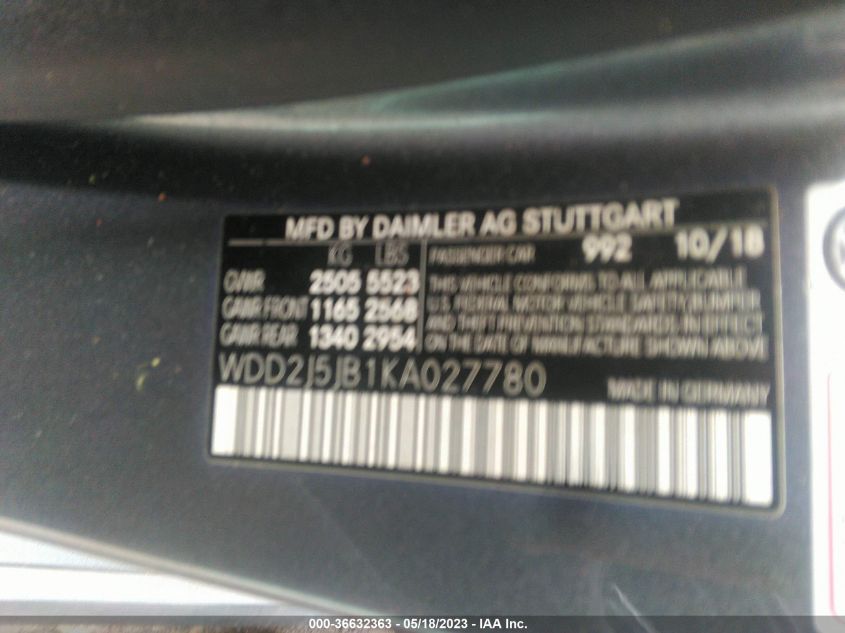 MFD BY DAIMLER AG STUTTGART
KG LBS PASSENGER CAR 992 10/18
GVWR 2505 5523 THIS VEHICLE CONFORMS TO ALL APPLICABLE
GAWR FRONT 1165 2568 U.S. FEDERAL MOTOR VEHICLE SAFETY, BUMPER,
GAWR REAR 1340 2954 AND THEFT PREVENTION STANDARDS IN EFFECT
ON THE DATE OF MANUFACTURE SHOWN ABOVE.
WDD2J5JB1KA027780 MADE IN GERMANY
000-36632363 - 05/18/2023 - IAA Inc.